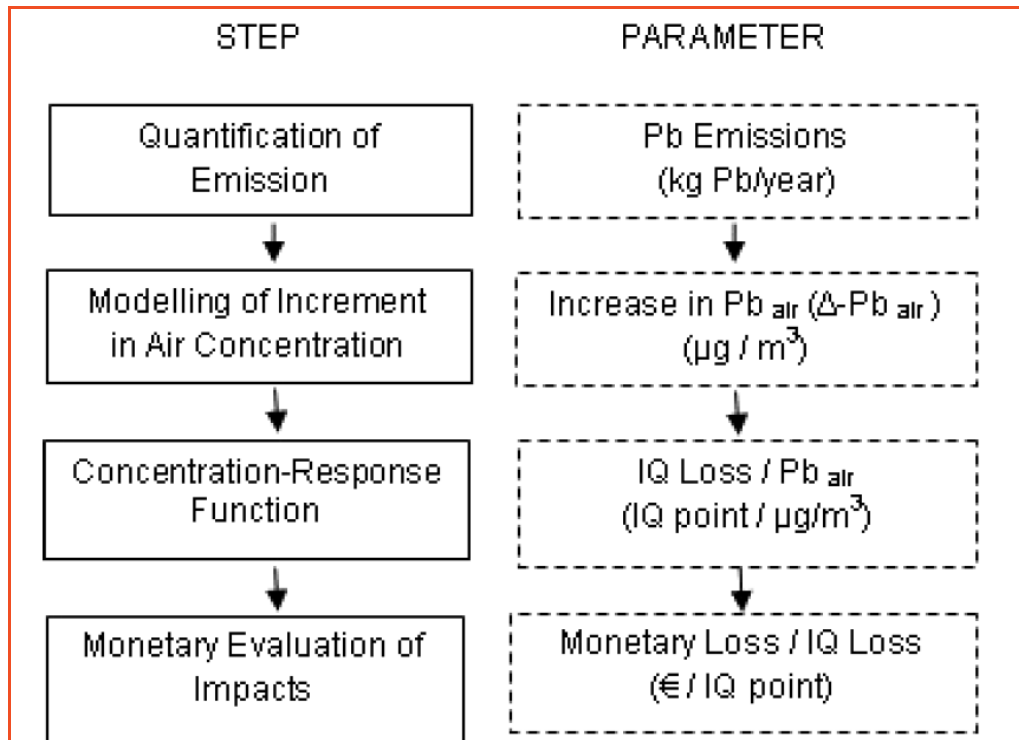 STEP
PARAMETER
Quantification of
Emission
Pb Emissions
(kg Pb/year)
Modelling of Increment
in Air Concentration
Increase in Pb air (Δ-Pb air )
(µg / m³)
Concentration-Response
Function
IQ Loss / Pb air
(IQ point / µg/m³)
Monetary Evaluation of
Impacts
Monetary Loss / IQ Loss
(€ / IQ point)